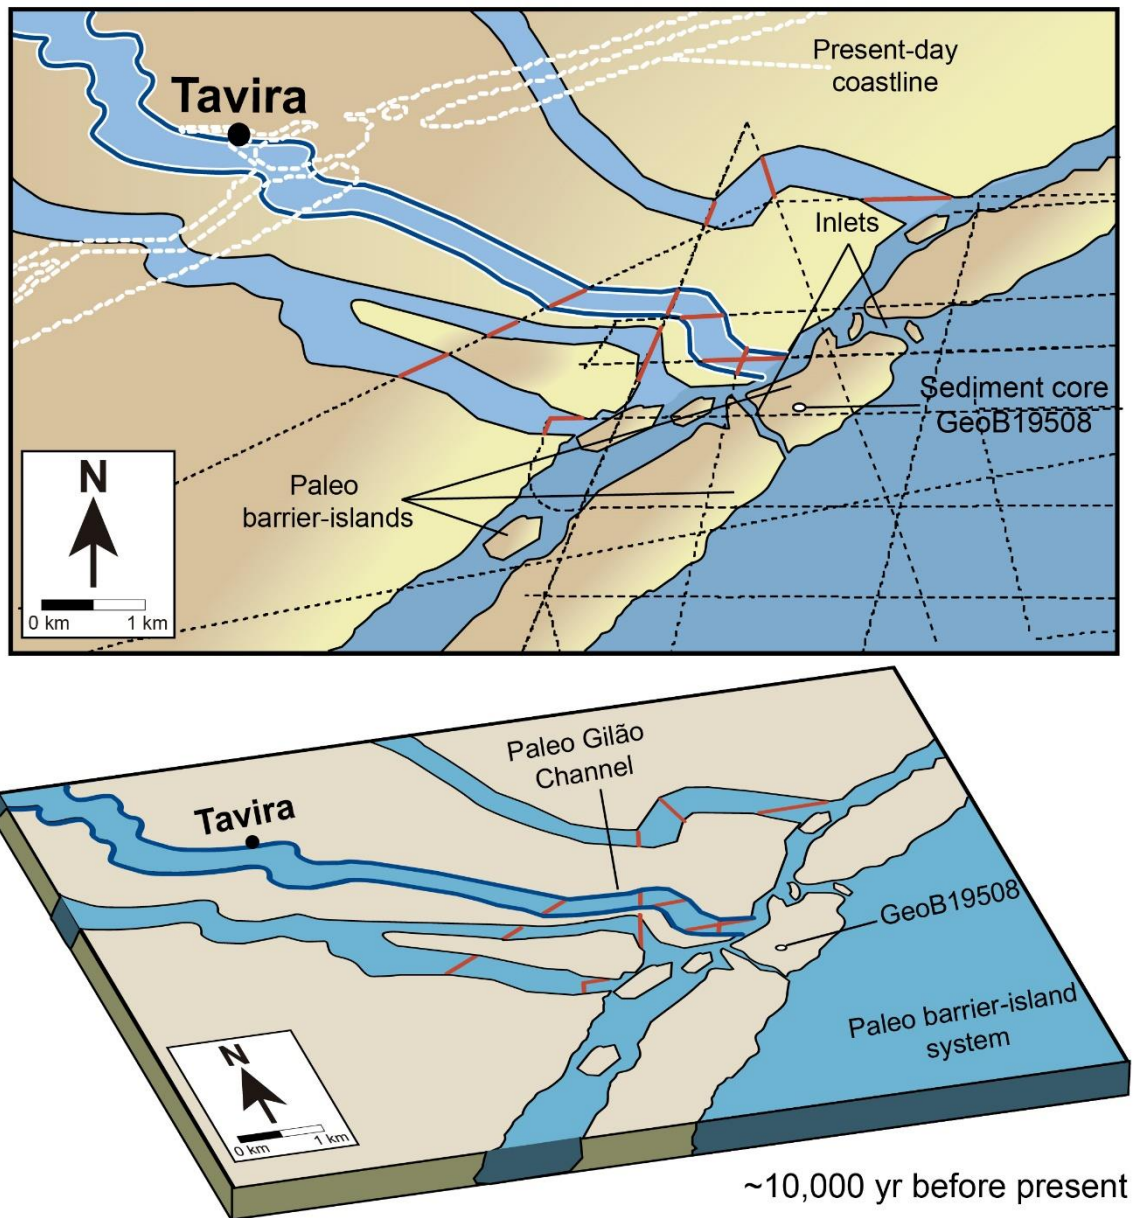 Present-day
coastline
Tavira
Inlets
Sediment core
GeoB19508
Paleo
barrier-islands
N
0 km 1 km
Paleo Gilão
Channel
Tavira
GeoB19508
Paleo barrier-island
system
N
0 km 1 km
~10,000 yr before present